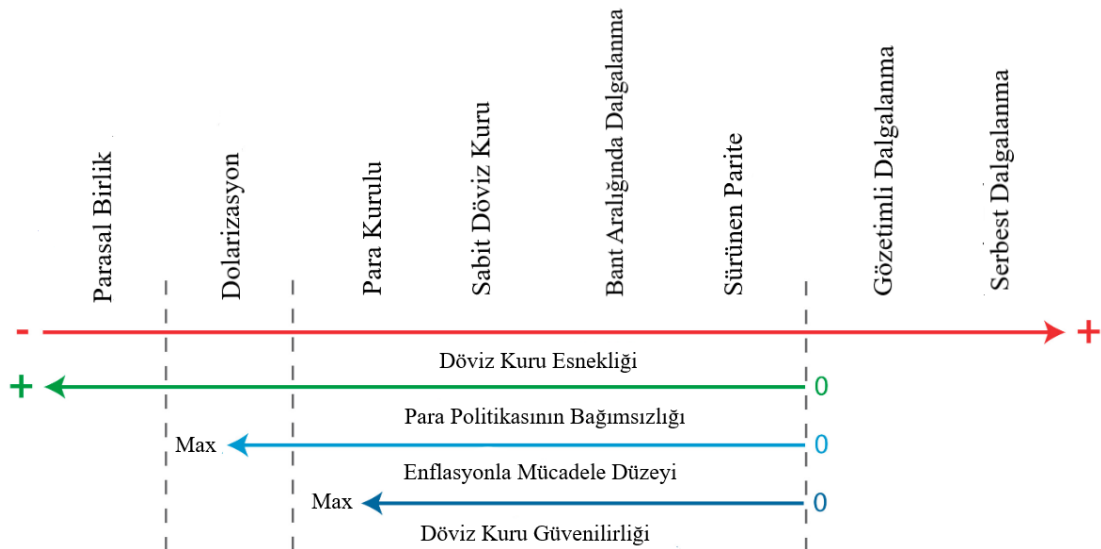 Parasal Birlik
Dolarizasyon
Para Kurulu
Sabit Döviz Kuru
Bant Aralığında Dalgalanma
Sürünen Parite
Gözetimli Dalgalanma
Serbest Dalgalanma
- +
Döviz Kuru Esnekliği
+ 0
Para Politikasının Bağımsızlığı
Max 0
Enflasyonla Mücadele Düzeyi
Max 0
Döviz Kuru Güvenilirliği